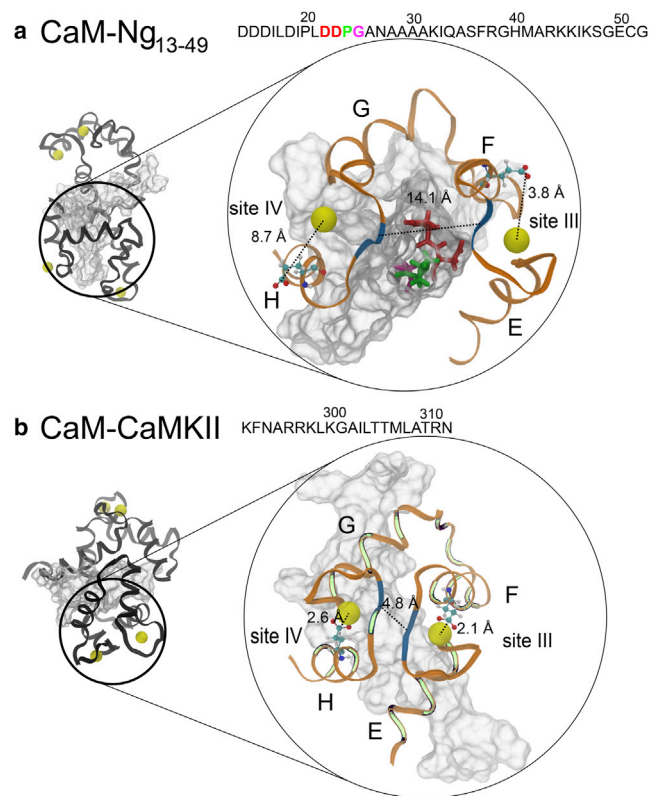 20 30 40 50
a CaM-Ng13-49 DDDILDIPLDDPGANAAAAKIQASFRGHMARKKIKSGECG
G
F
14.1 Å
3.8 Å
site IV
site III
8.7 Å
H
E
300 310
b CaM-CaMKII KFNARRKLKGAILTTMLATRN
G
F
4.8 Å
2.6 Å
2.1 Å
site IV
site III
H
E